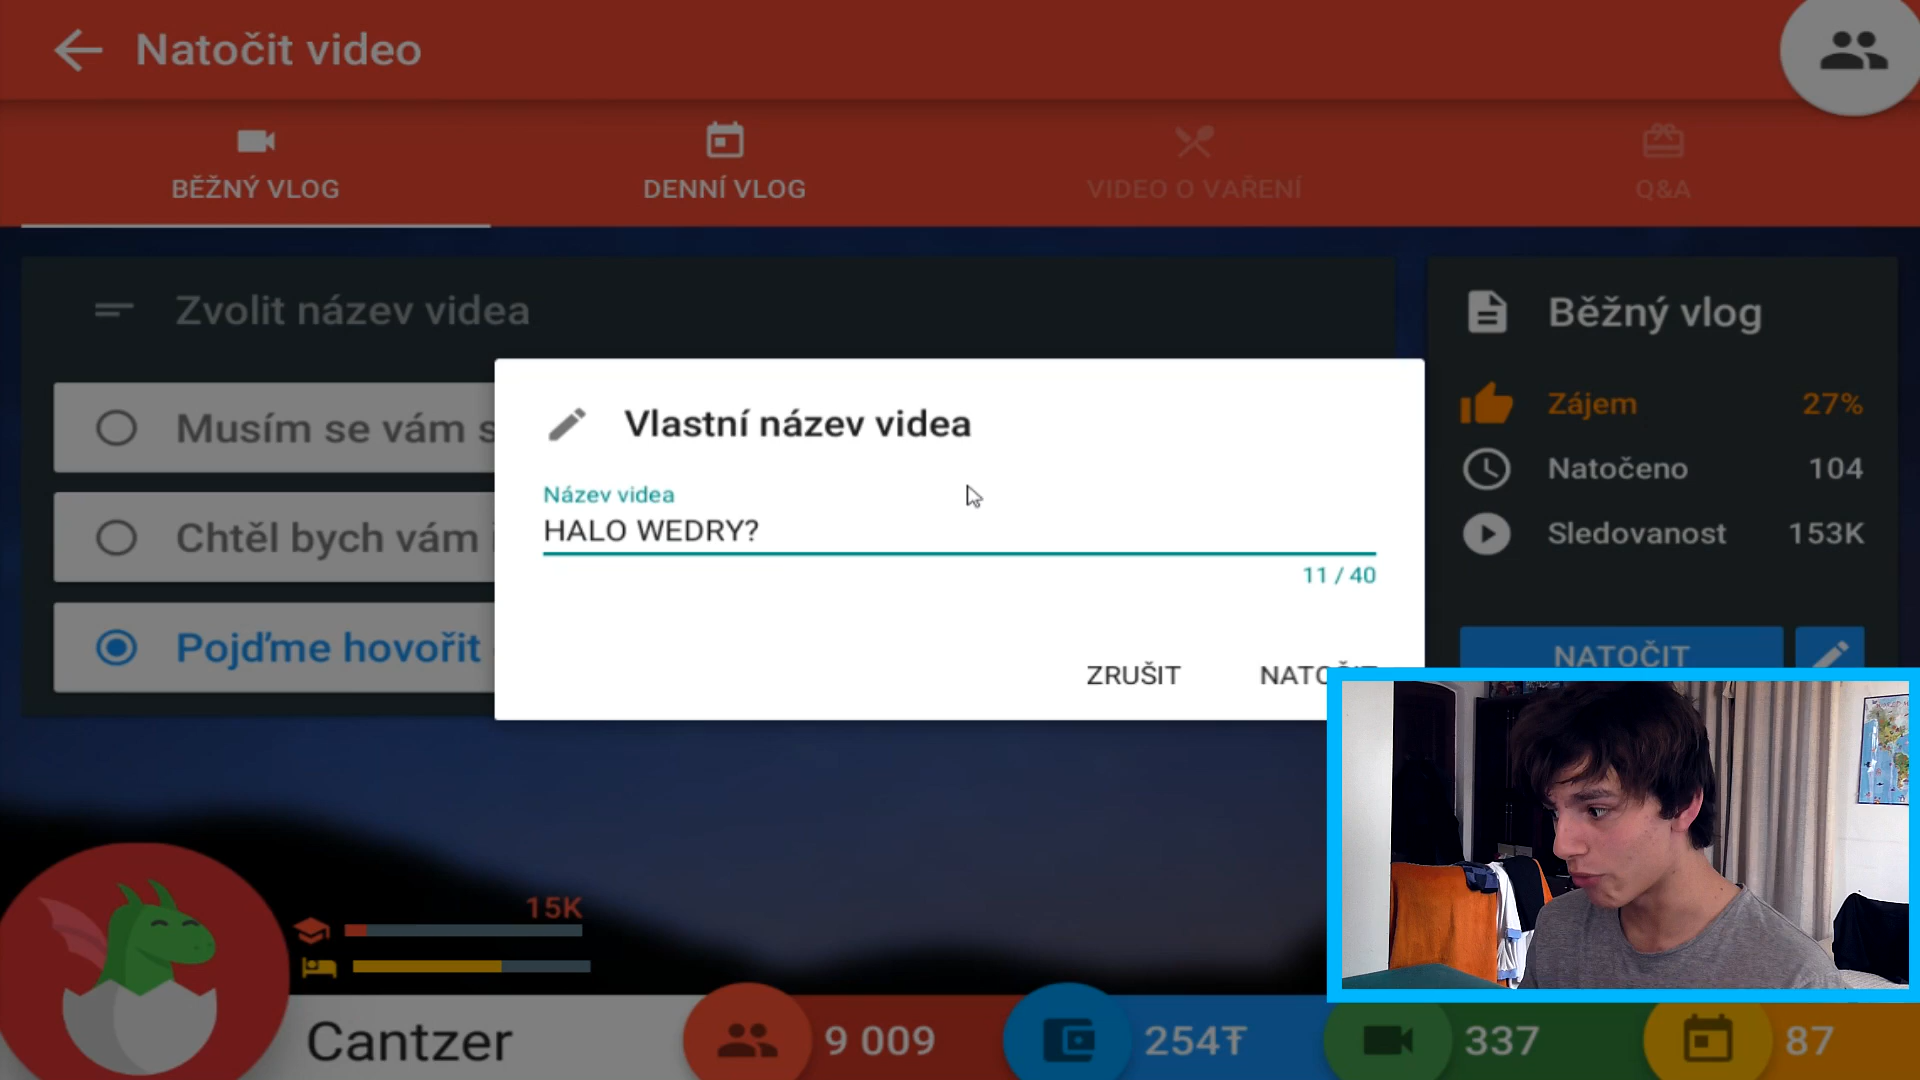 Natočit video
BĚŽNÝ VLOG
DENNÍ VLOG
VIDEO O VAŘENÍ
Q&A
Zvolit název videa
Běžný vlog
Musím se vám
Zájem 27%
Natočeno 104
Sledovanost 153K
Chtěl bych vám
Pojďme hovořit
NATOČIT
Vlastní název videa
Název videa
HALO WEDRY?
11 / 40
ZRUŠIT
NATOČIT
15K
Cantzer
9 009
254Ŧ
337
87